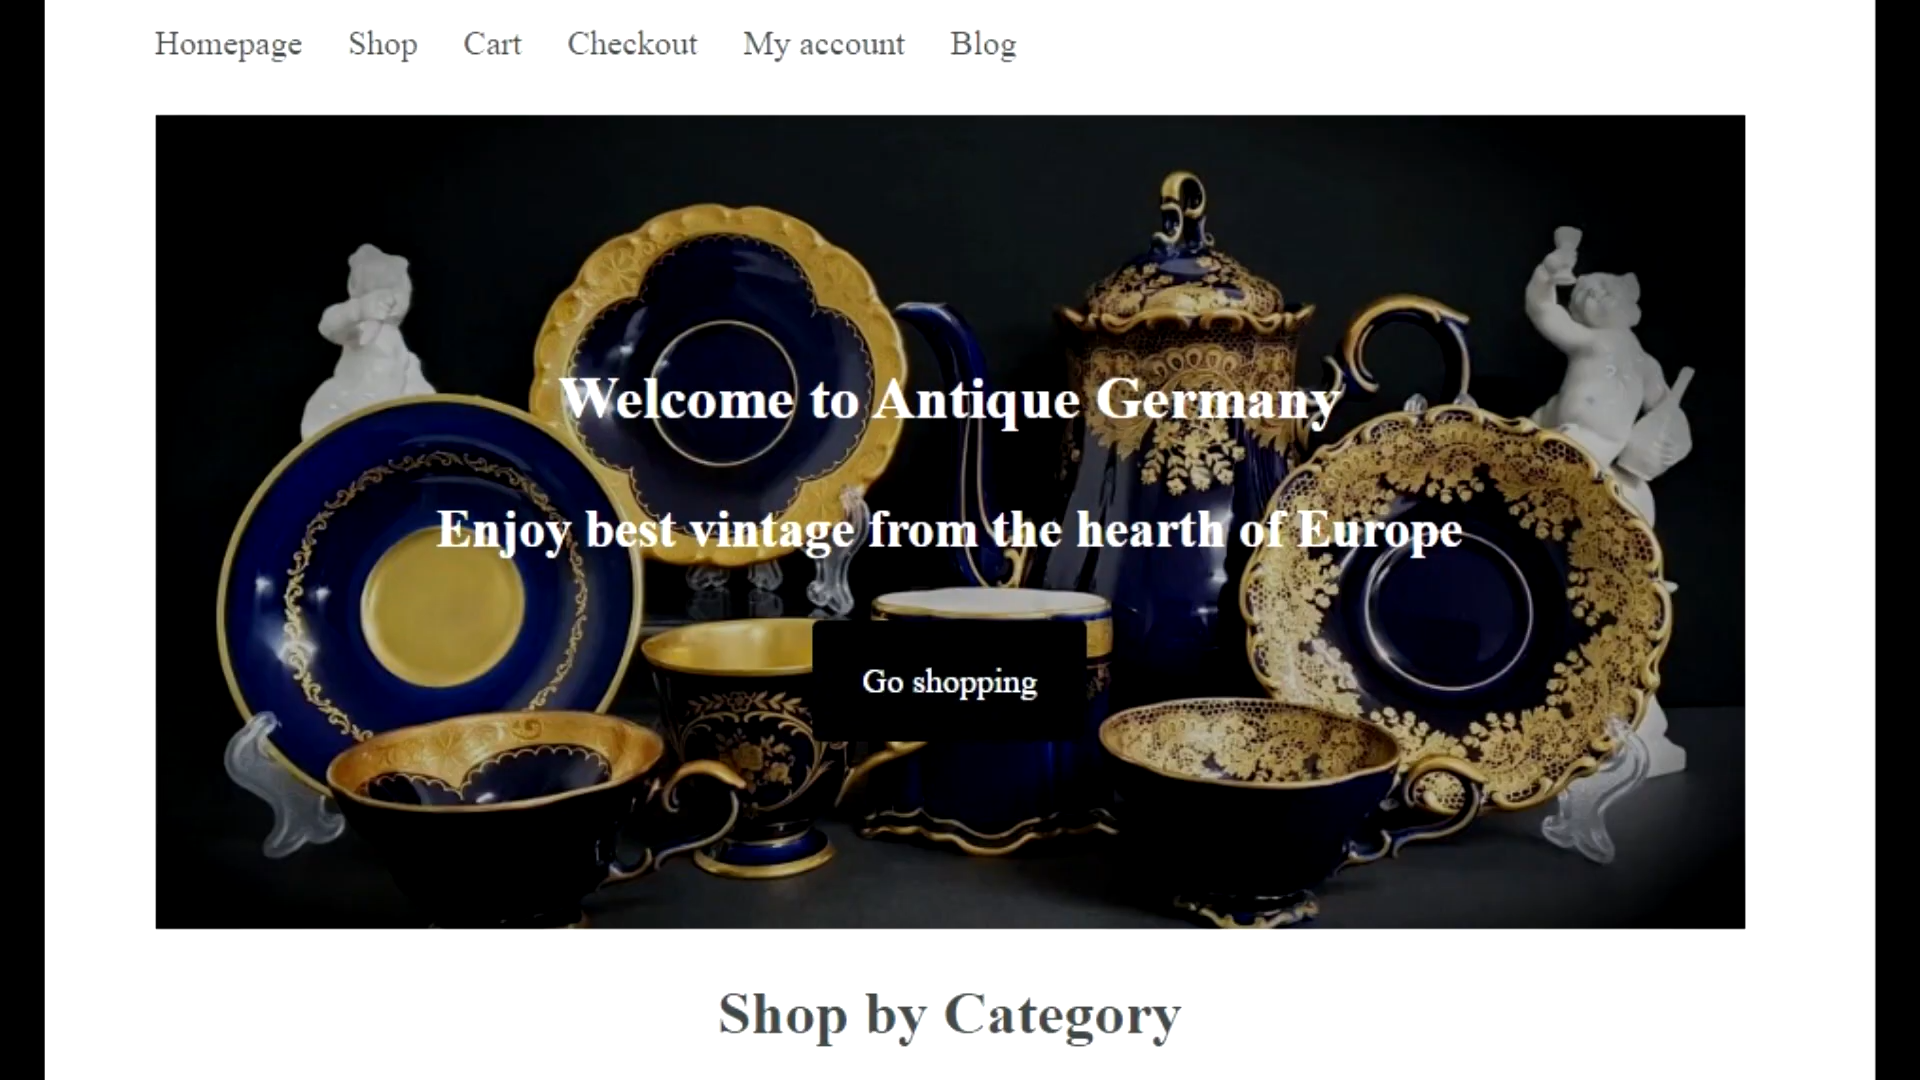 Homepage Shop Cart Checkout My account Blog
Welcome to Antique Germany
Enjoy best vintage from the hearth of Europe
Go shopping
Shop by Category